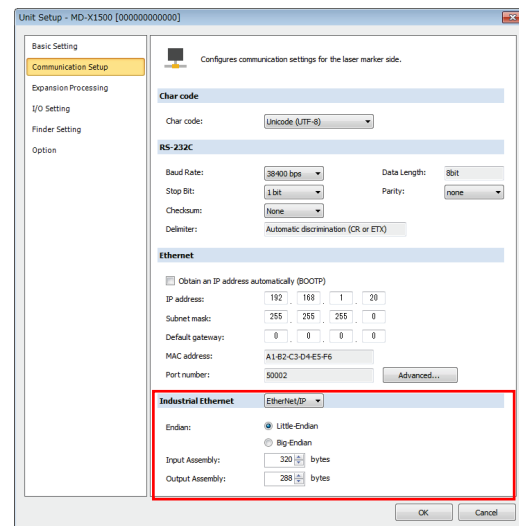 Unit Setup - MD-X1500 [000000000000]
Basic Setting
Communication Setup
Expansion Processing
I/O Setting
Finder Setting
Option
Configures communication settings for the laser marker side.
Char code
Char code: Unicode (UTF-8)
RS-232C
Baud Rate: 38400 bps Data Length: 8bit
Stop Bit: 1 bit Parity: none
Checksum: None
Delimiter: Automatic discrimination (CR or ETX)
Ethernet
Obtain an IP address automatically (BOOTP)
IP address: 192 . 168 . 1 . 20
Subnet mask: 255 . 255 . 255 . 0
Default gateway: 0 . 0 . 0 . 0
MAC address: A1-B2-C3-D4-E5-F6
Port number: 50002 Advanced...
Industrial Ethernet EtherNet/IP
Endian: Little-Endian
Big-Endian
Input Assembly: 320 bytes
Output Assembly: 288 bytes
OK Cancel